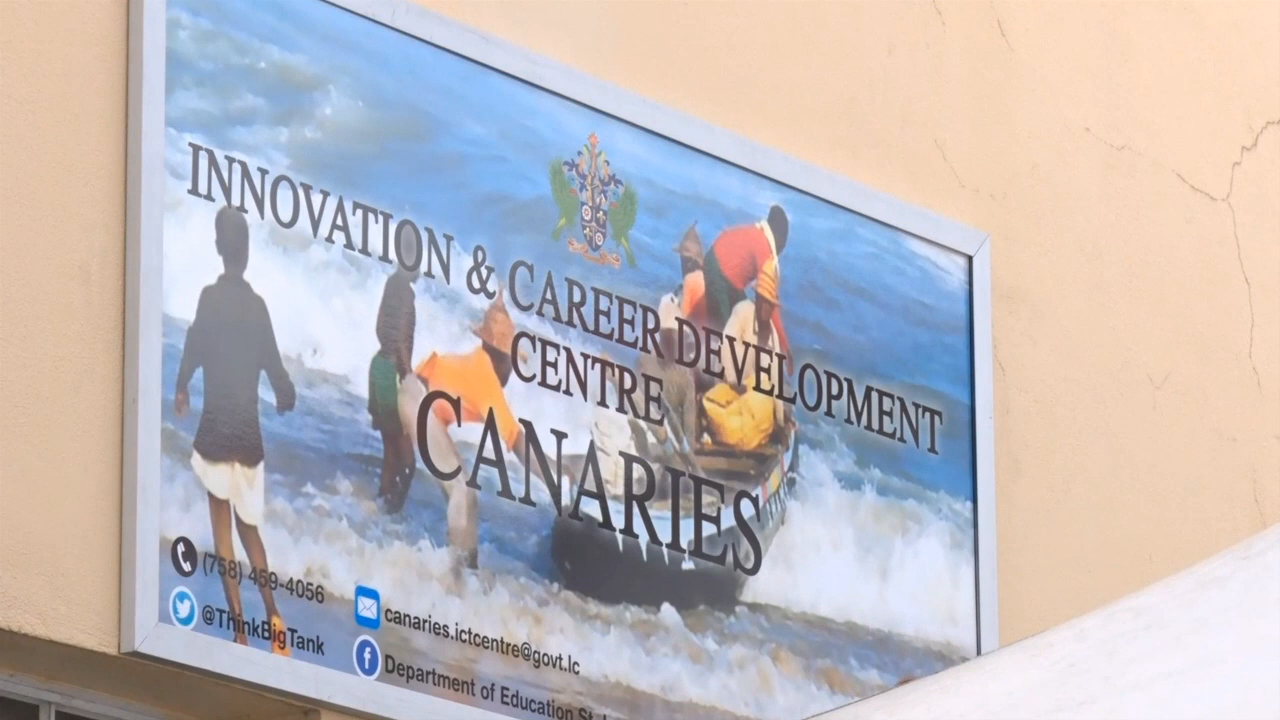 INNOVATION & CAREER DEVELOPMENT
CENTRE
CANARIES
(758) 459-4056
@ThinkBigTank
canaries.ictcentre@govt.lc
Department of Education